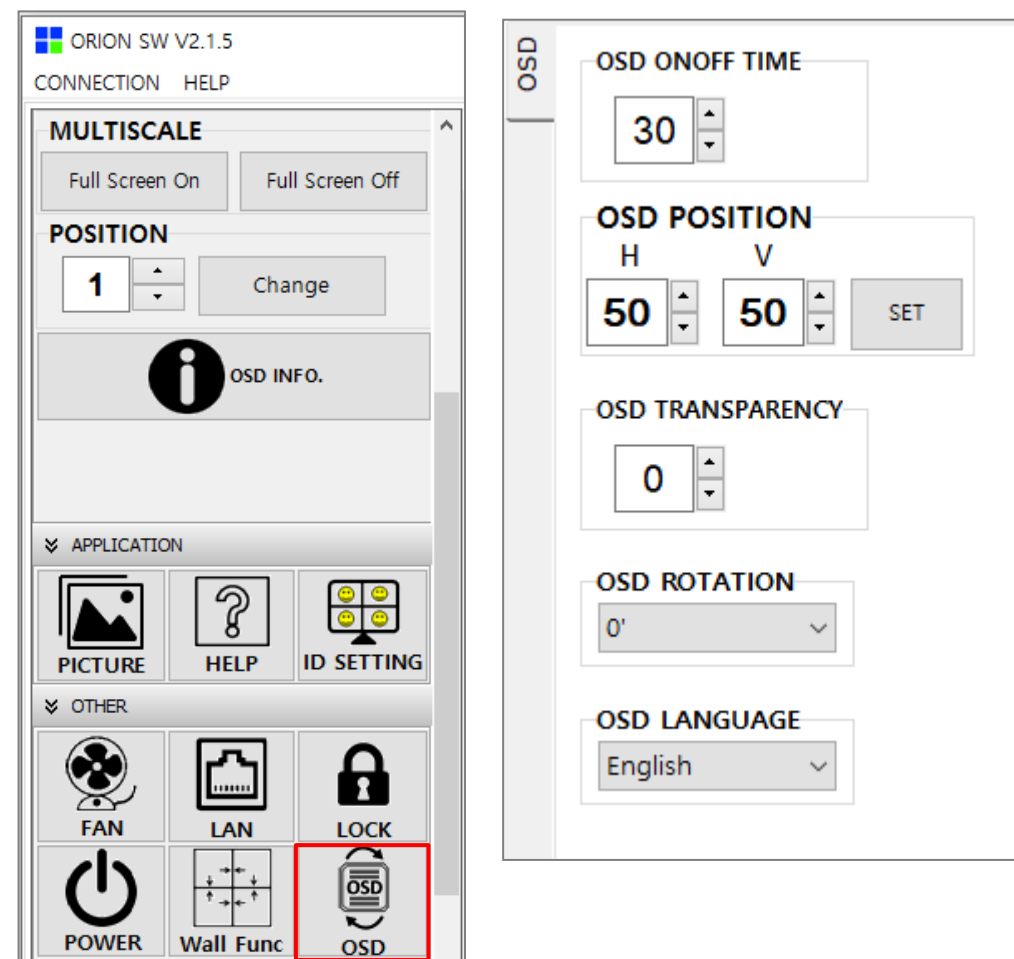 ORION SW V2.1.5
CONNECTION HELP
MULTISCALE
Full Screen On Full Screen Off
POSITION
1 Change
OSD INFO.
APPLICATION
PICTURE HELP ID SETTING
OTHER
FAN LAN LOCK
OSD
POWER Wall Func OSD
OSD
OSD ONOFF TIME
30
OSD POSITION
H V
50 50 SET
OSD TRANSPARENCY
0
OSD ROTATION
0'
OSD LANGUAGE
English